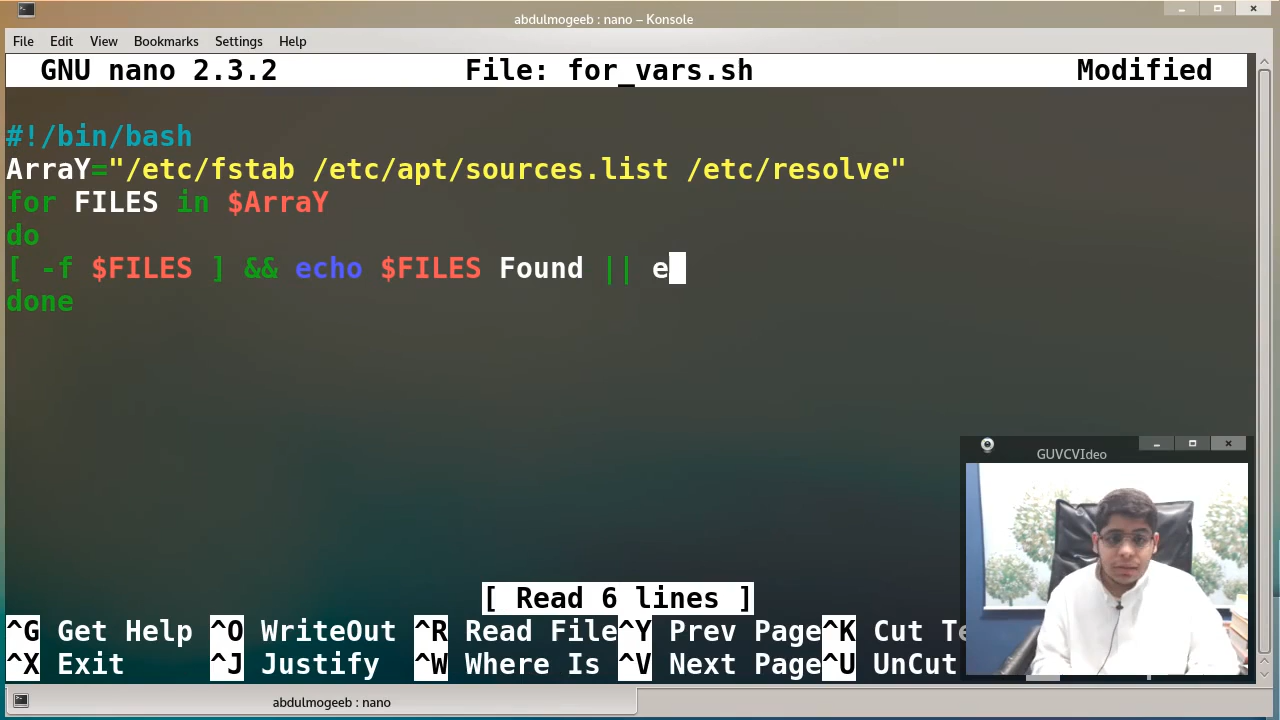 abdulmogeeb : nano – Konsole
File Edit View Bookmarks Settings Help
GNU nano 2.3.2 File: for_vars.sh Modified
#!/bin/bash
ArraY="/etc/fstab /etc/apt/sources.list /etc/resolve"
for FILES in $ArraY
do
[ -f $FILES ] && echo $FILES Found || e
done
GUVCVIdeo
[ Read 6 lines ]
^G Get Help ^O WriteOut ^R Read File ^Y Prev Page ^K Cut Te
^X Exit ^J Justify ^W Where Is ^V Next Page ^U UnCut
abdulmogeeb : nano